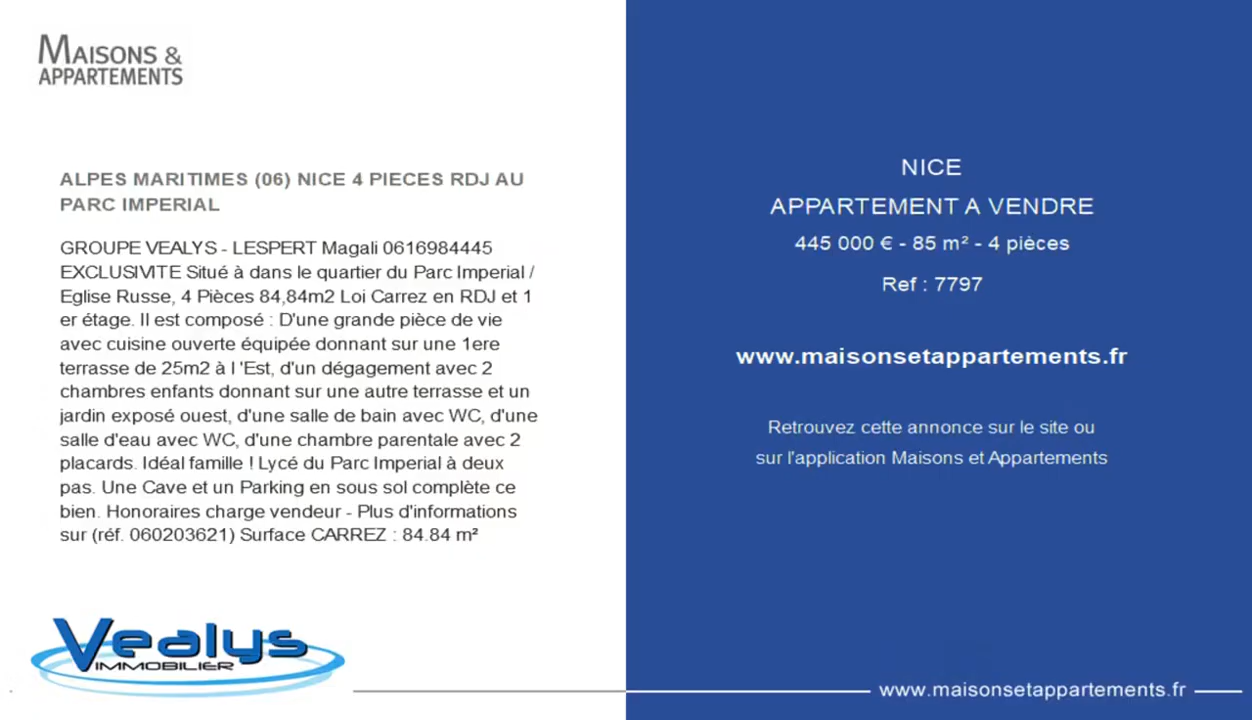 MAISONS &
APPARTEMENTS
ALPES MARITIMES (06) NICE 4 PIECES RDJ AU
PARC IMPERIAL
GROUPE VEALYS - LESPERT Magali 0616984445
EXCLUSIVITE Situé à dans le quartier du Parc Imperial /
Eglise Russe, 4 Pièces 84,84m2 Loi Carrez en RDJ et 1
er étage. Il est composé : D'une grande pièce de vie
avec cuisine ouverte équipée donnant sur une 1ere
terrasse de 25m2 à l 'Est, d'un dégagement avec 2
chambres enfants donnant sur une autre terrasse et un
jardin exposé ouest, d'une salle de bain avec WC, d'une
salle d'eau avec WC, d'une chambre parentale avec 2
placards. Idéal famille ! Lycé du Parc Imperial à deux
pas. Une Cave et un Parking en sous sol complète ce
bien. Honoraires charge vendeur - Plus d'informations
sur (réf. 060203621) Surface CARREZ : 84.84 m²
Vealys
IMMOBILIER
NICE
APPARTEMENT A VENDRE
445 000 € - 85 m² - 4 pièces
Ref : 7797
www.maisonsetappartements.fr
Retrouvez cette annonce sur le site ou
sur l'application Maisons et Appartements
www.maisonsetappartements.fr